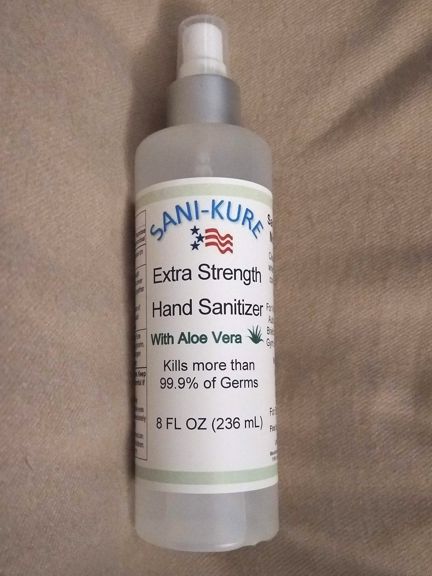 SANI-KURE
Extra Strength
Hand Sanitizer
With Aloe Vera
Kills more than
99.9% of Germs
8 FL OZ (236 mL)